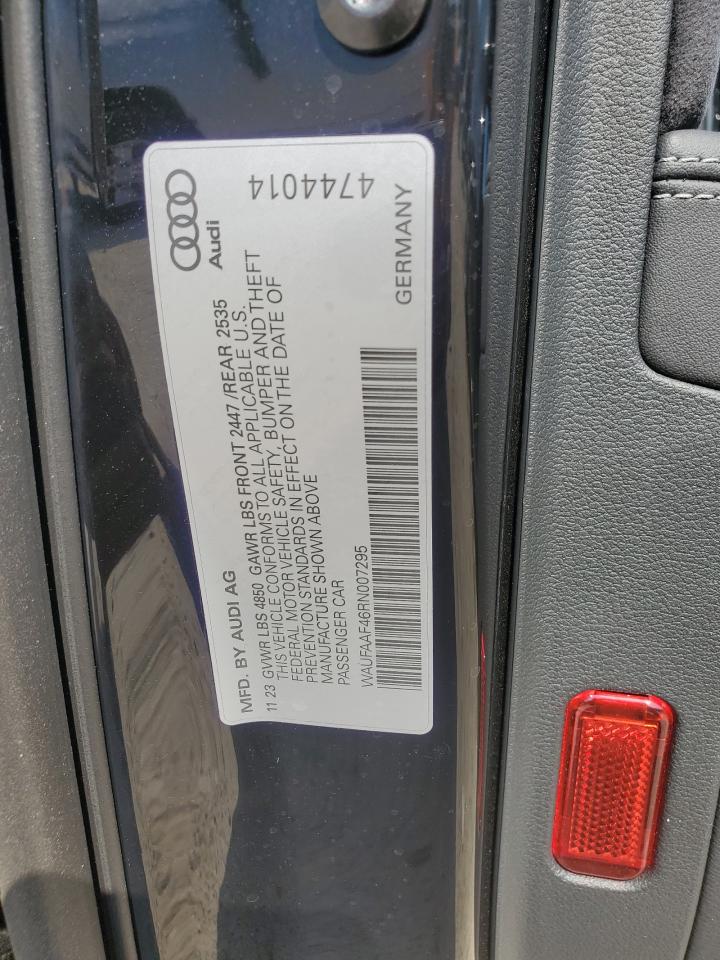 MFD. BY AUDI AG
Audi
11 23 GVWR LBS 4850 GAWR LBS FRONT 2447 /REAR 2535
THIS VEHICLE CONFORMS TO ALL APPLICABLE U.S.
FEDERAL MOTOR VEHICLE SAFETY, BUMPER AND THEFT
PREVENTION STANDARDS IN EFFECT ON THE DATE OF
MANUFACTURE SHOWN ABOVE
PASSENGER CAR
WAUFAAF46RN007295
GERMANY
4744014